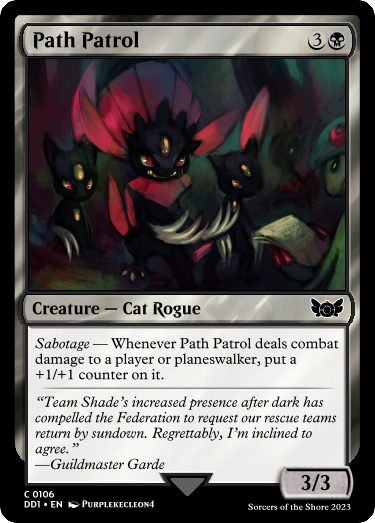 Path Patrol 3
Creature — Cat Rogue
Sabotage — Whenever Path Patrol deals combat
damage to a player or planeswalker, put a
+1/+1 counter on it.
“Team Shade’s increased presence after dark has
compelled the Federation to request our rescue teams
return by sundown. Regrettably, I’m inclined to
agree.”
—Guildmaster Garde
3/3
C 0106
DD1 • EN Purplekecleon4
Sorcers of the Shore 2023